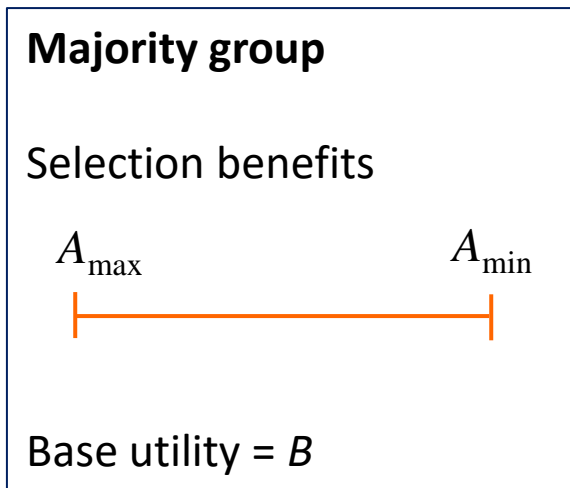 Majority group
Selection benefits
A_max A_min
Base utility = B